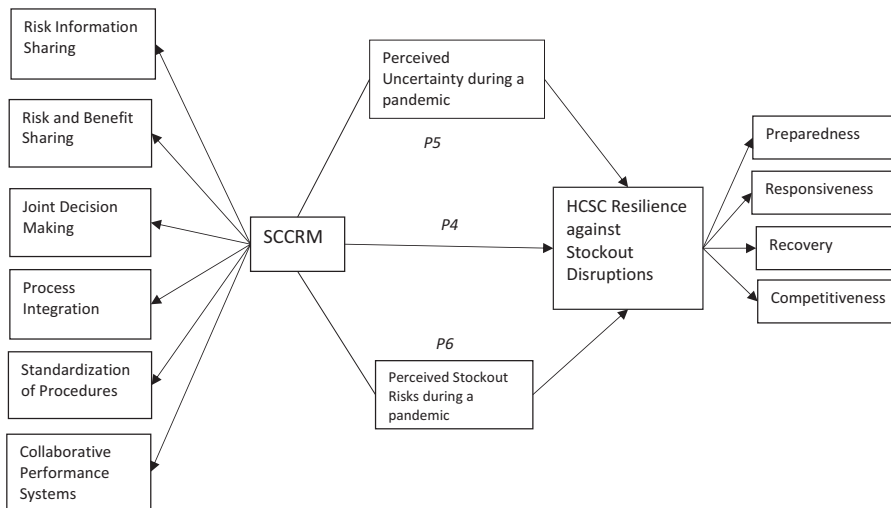 Risk Information
Sharing
Risk and Benefit
Sharing
Joint Decision
Making
Process
Integration
Standardization
of Procedures
Collaborative
Performance
Systems
SCCRM
Perceived
Uncertainty during a
pandemic
P5
P4
P6
Perceived Stockout
Risks during a
pandemic
HCSC Resilience
against
Stockout
Disruptions
Preparedness
Responsiveness
Recovery
Competitiveness